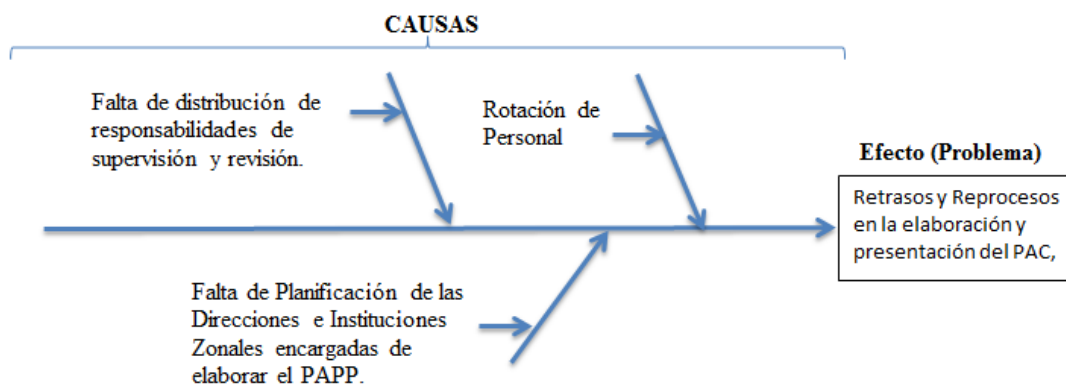 CAUSAS
Falta de distribución de
responsabilidades de
supervisión y revisión.
Rotación de
Personal
Efecto (Problema)
Retrasos y Reprocesos
en la elaboración y
presentación del PAC,
Falta de Planificación de las
Direcciones e Instituciones
Zonales encargadas de
elaborar el PAPP.